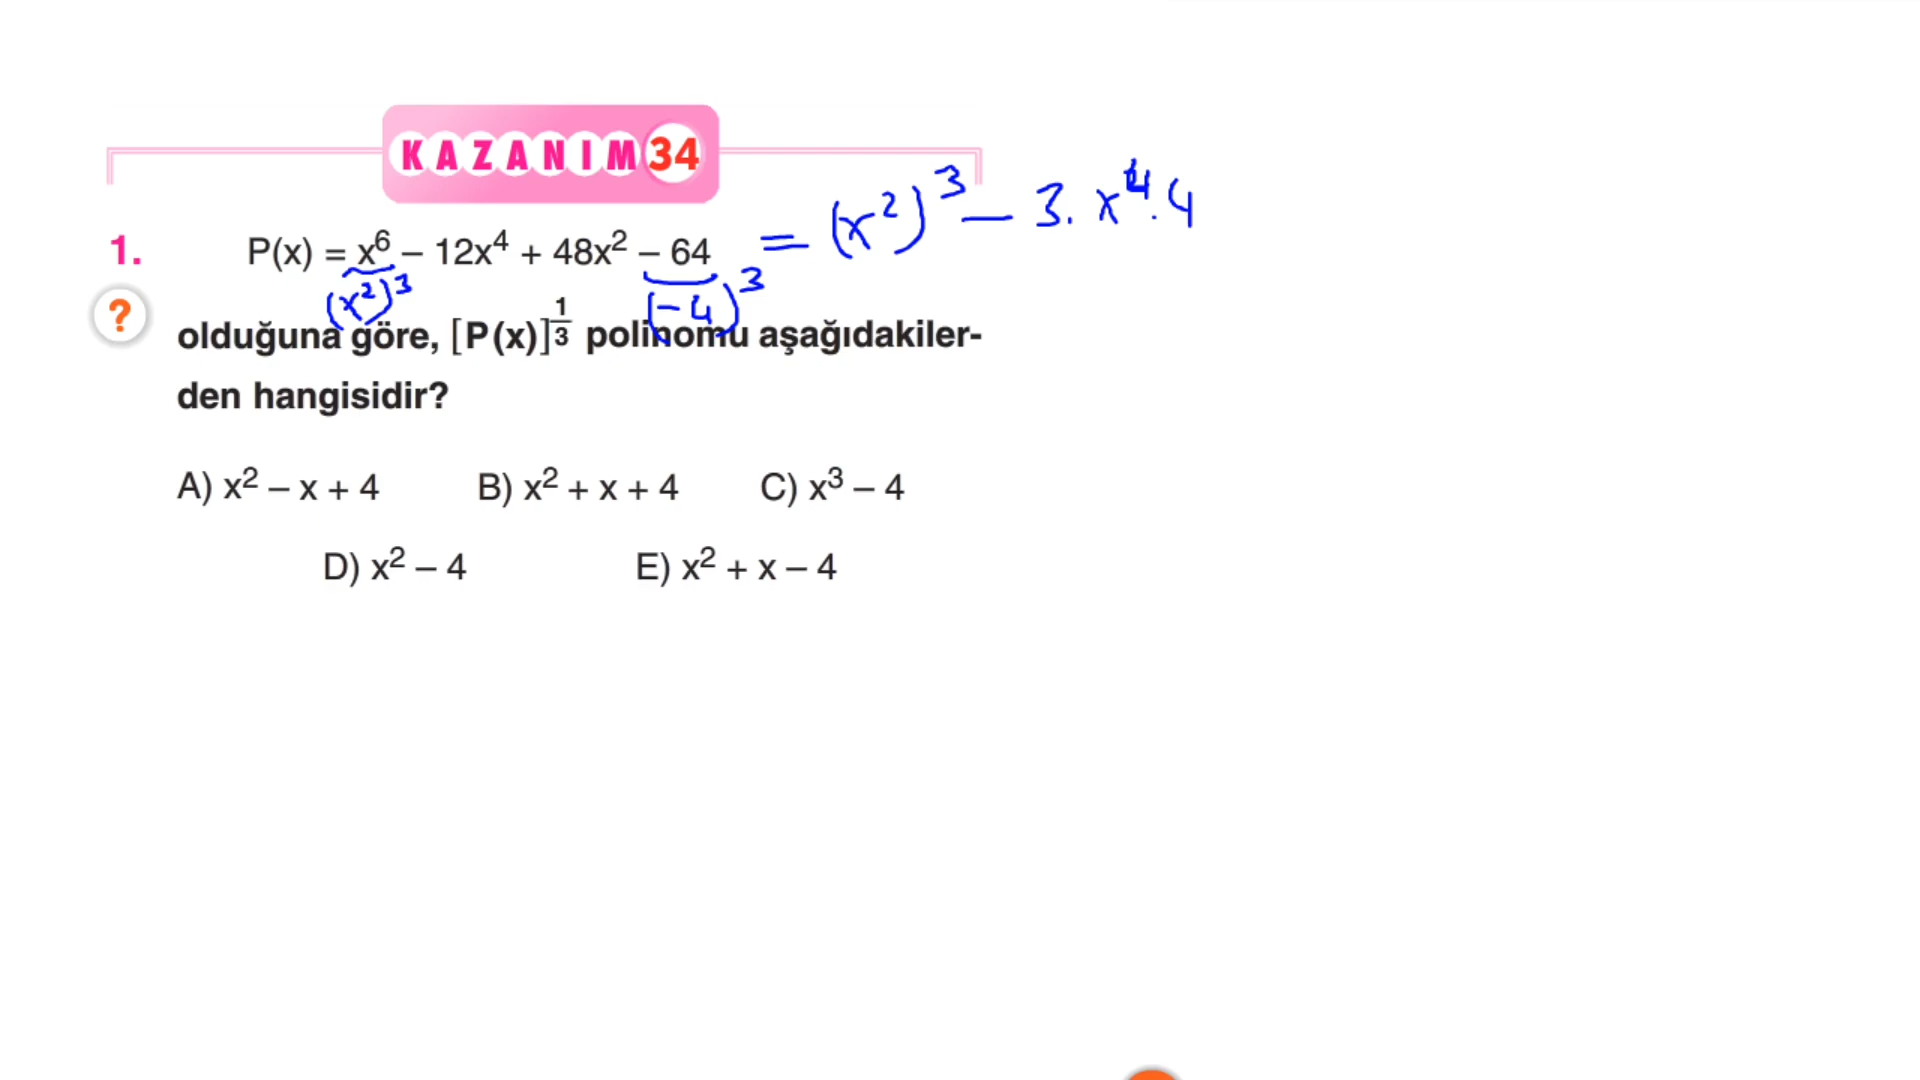 KAZANIM 34
= (x²)³ – 3. x⁴. 4
1. P(x) = x⁶ – 12x⁴ + 48x² – 64
(x²)³ (–4)³
? olduğuna göre, [P(x)]^(1/3) polinomu aşağıdakiler-
den hangisidir?
A) x² – x + 4 B) x² + x + 4 C) x³ – 4
D) x² – 4 E) x² + x – 4